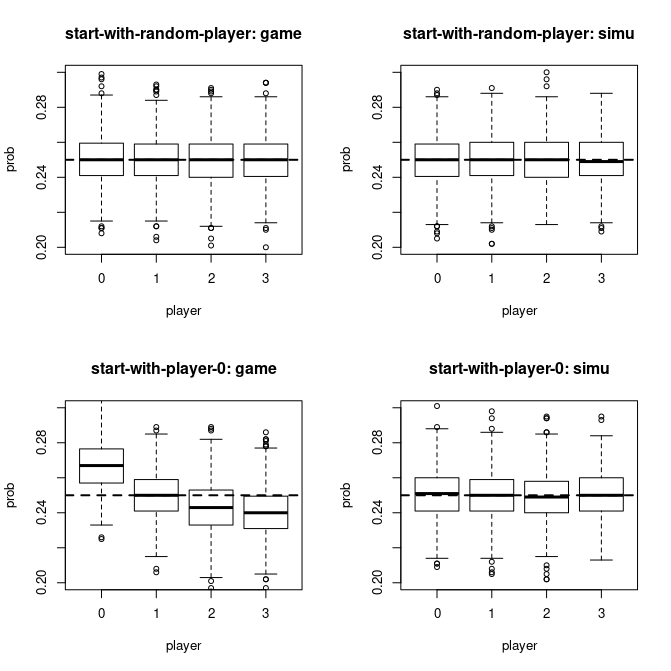 start-with-random-player: game
prob
0.28
0.24
0.20
0 1 2 3
player
start-with-random-player: simu
prob
0.28
0.24
0.20
0 1 2 3
player
start-with-player-0: game
prob
0.28
0.24
0.20
0 1 2 3
player
start-with-player-0: simu
prob
0.28
0.24
0.20
0 1 2 3
player